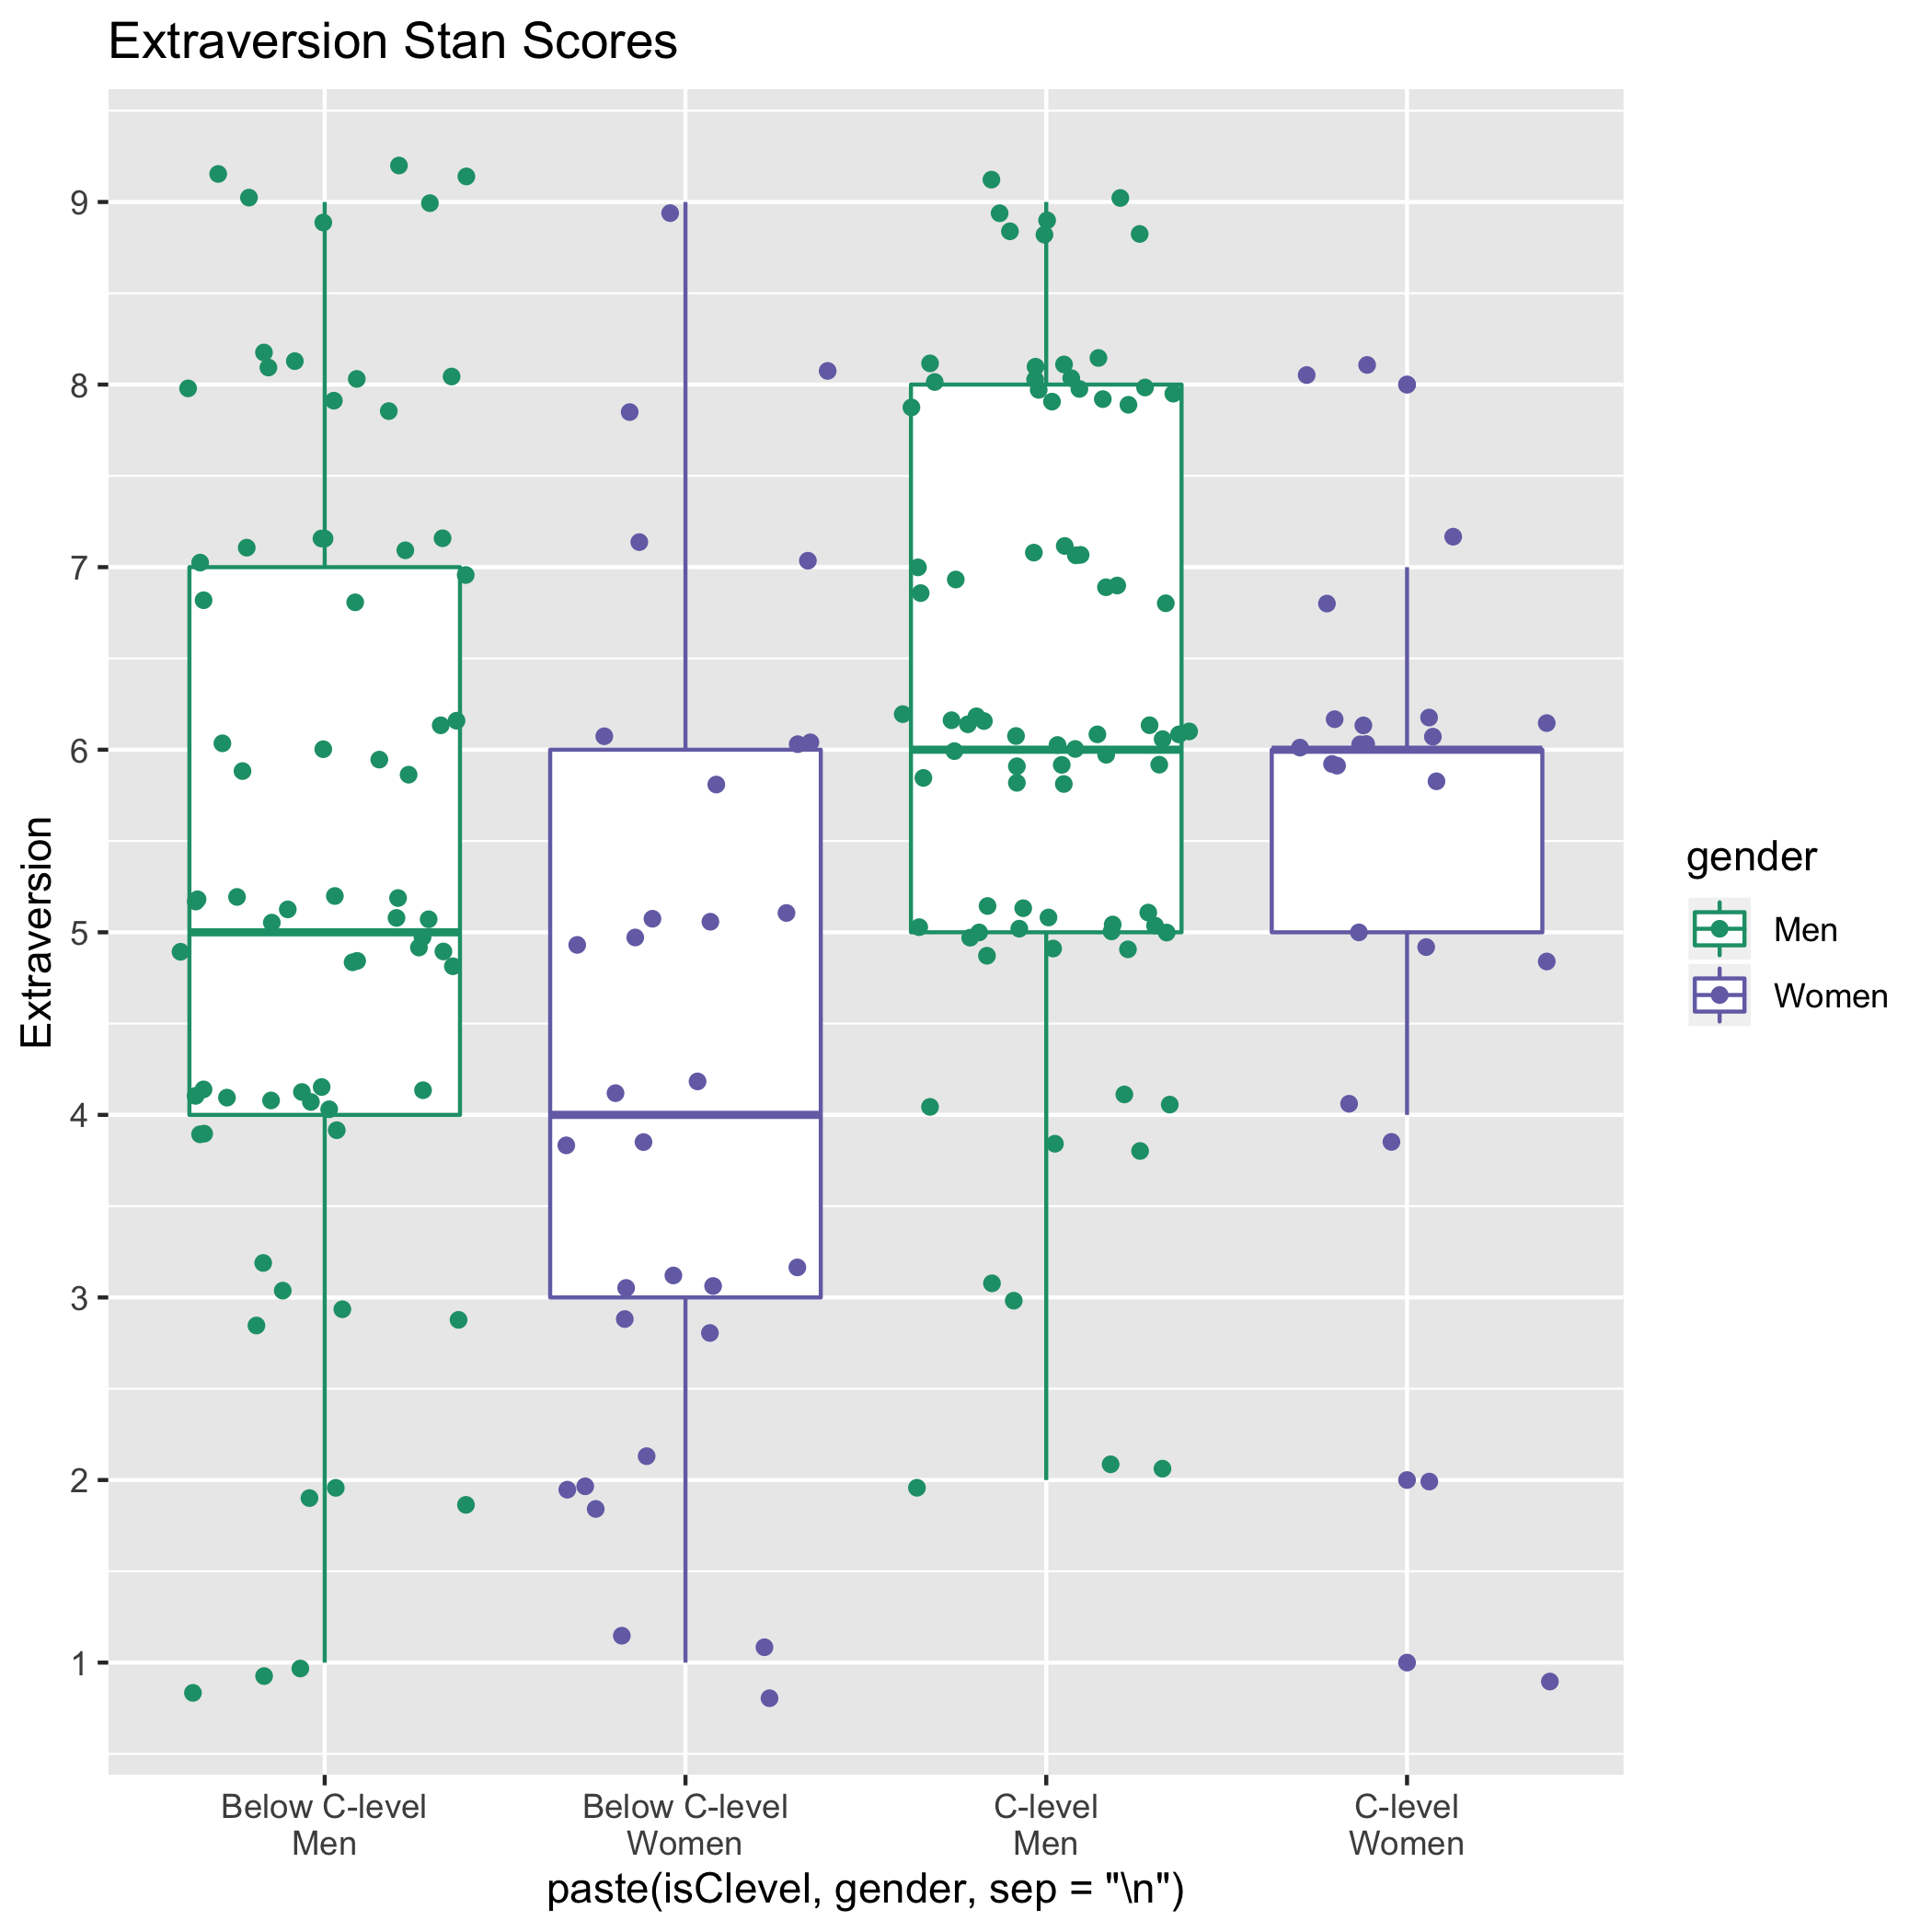 Extraversion Stan Scores
Extraversion
9
8
7
6
5
4
3
2
1
Below C-level
Men
Below C-level
Women
C-level
Men
C-level
Women
paste(isClevel, gender, sep = "\n")
gender
Men
Women